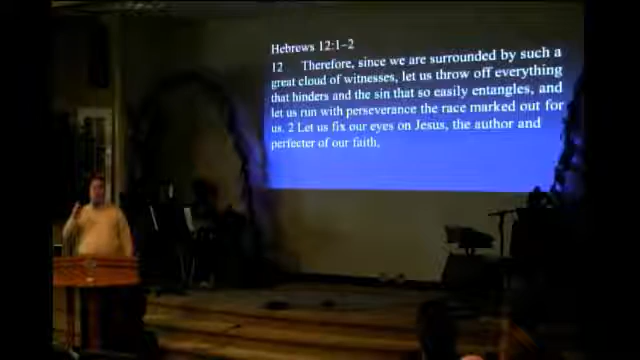 Hebrews 12:1–2
12 Therefore, since we are surrounded by such a
great cloud of witnesses, let us throw off everything
that hinders and the sin that so easily entangles, and
let us run with perseverance the race marked out for
us. 2 Let us fix our eyes on Jesus, the author and
perfecter of our faith,